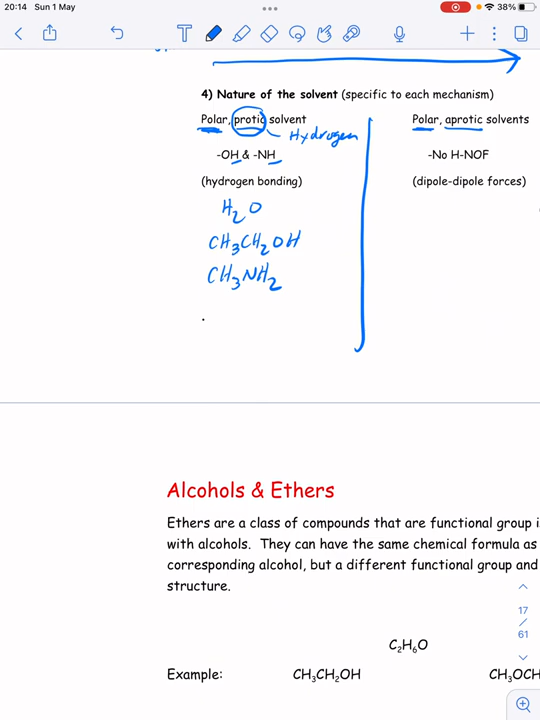 20:14 Sun 1 May
38%
4) Nature of the solvent (specific to each mechanism)
Polar, protic solvent
Hydrogen
-OH & -NH
(hydrogen bonding)
H2O
CH3CH2OH
CH3NH2
Polar, aprotic solvents
-No H-NOF
(dipole-dipole forces)
Alcohols & Ethers
Ethers are a class of compounds that are functional group i
with alcohols. They can have the same chemical formula as
corresponding alcohol, but a different functional group and
structure.
C₂H₆O
Example: CH₃CH₂OH CH₃OCH
17
/
61